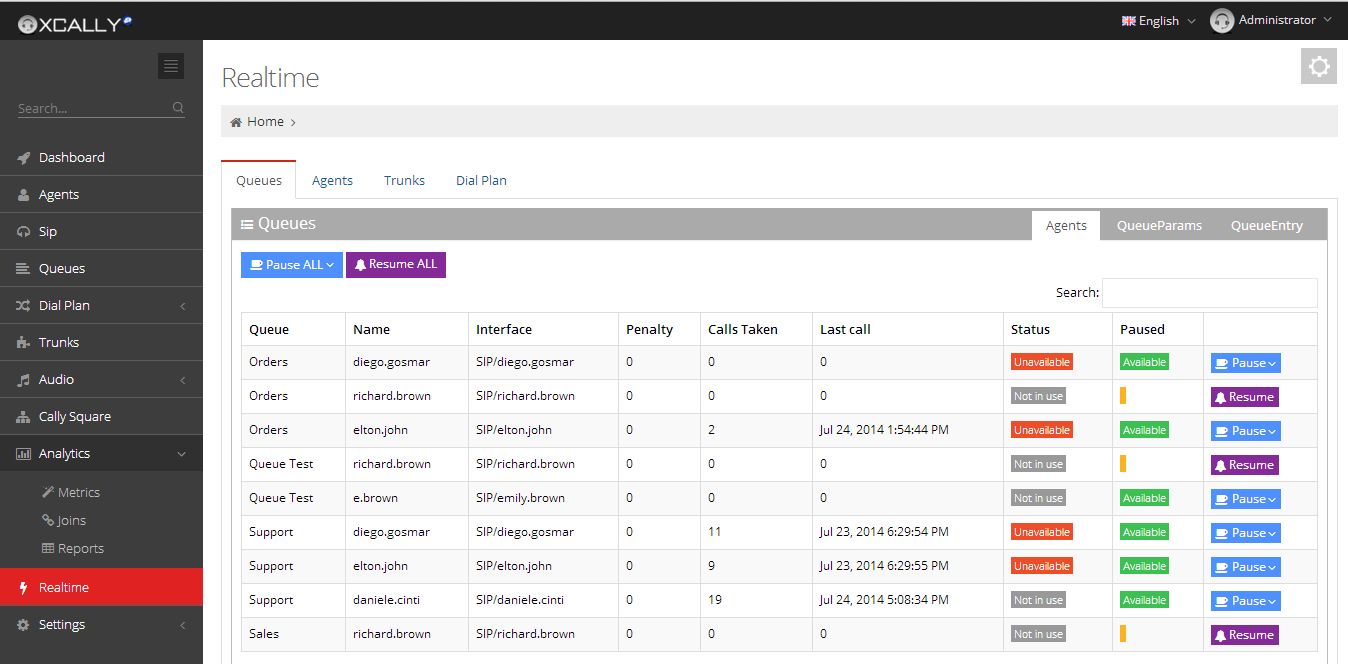 XCALLY
English
Administrator
Search...
Dashboard
Agents
Sip
Queues
Dial Plan
Trunks
Audio
Cally Square
Analytics
Metrics
Joins
Reports
Realtime
Settings
Realtime
Home
Queues Agents Trunks Dial Plan
Queues
Agents QueueParams QueueEntry
Pause ALL Resume ALL
Search:
Queue Name Interface Penalty Calls Taken Last call Status Paused
Orders diego.gosmar SIP/diego.gosmar 0 0 0 Unavailable Available Pause
Orders richard.brown SIP/richard.brown 0 0 0 Not in use Resume
Orders elton.john SIP/elton.john 0 2 Jul 24, 2014 1:54:44 PM Unavailable Available Pause
Queue Test richard.brown SIP/richard.brown 0 0 0 Not in use Resume
Queue Test e.brown SIP/emily.brown 0 0 0 Not in use Available Pause
Support diego.gosmar SIP/diego.gosmar 0 11 Jul 23, 2014 6:29:54 PM Unavailable Available Pause
Support elton.john SIP/elton.john 0 9 Jul 23, 2014 6:29:55 PM Unavailable Available Pause
Support daniele.cinti SIP/daniele.cinti 0 19 Jul 24, 2014 5:08:34 PM Not in use Available Pause
Sales richard.brown SIP/richard.brown 0 0 0 Not in use Resume